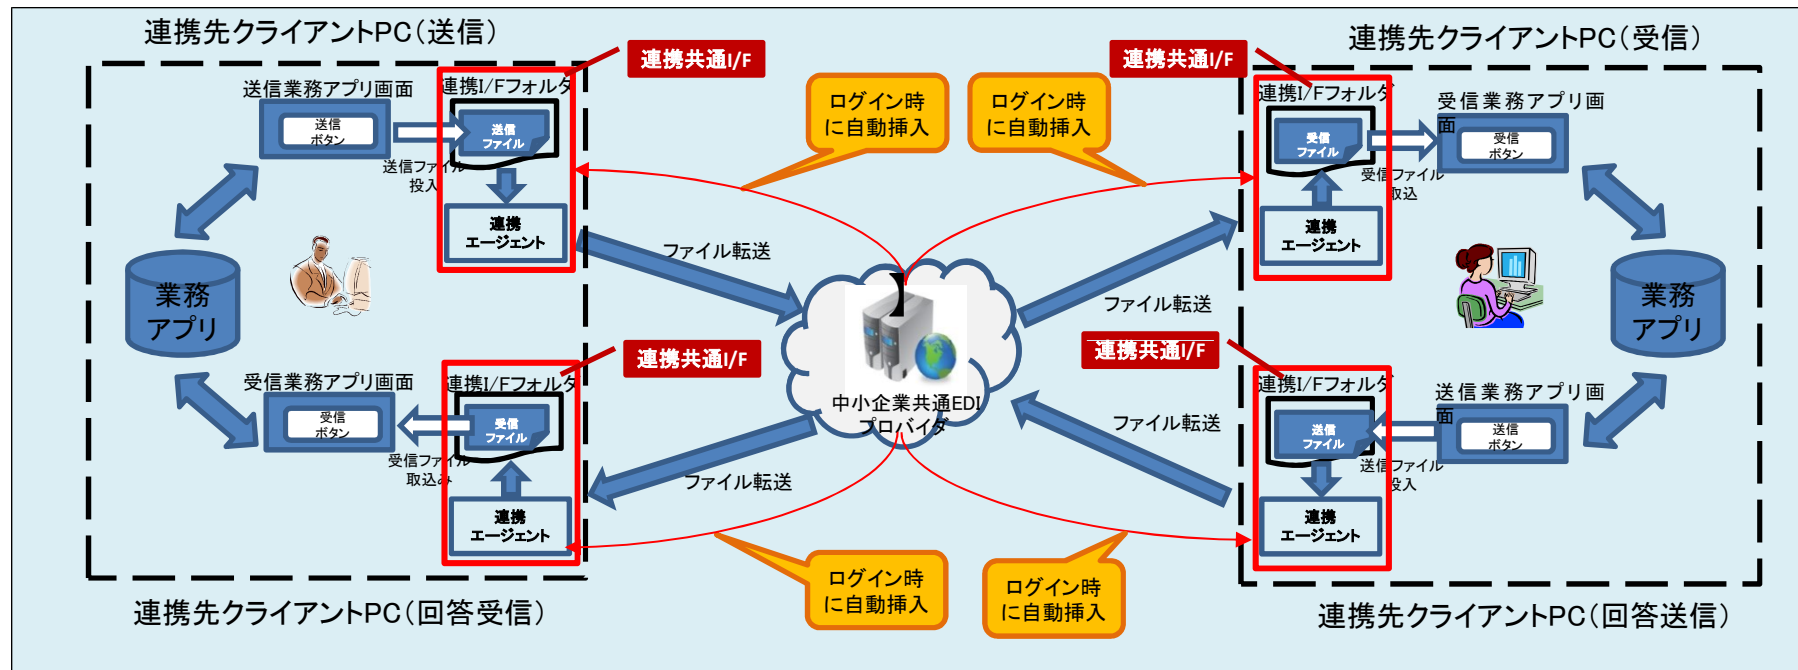 連携先クライアントPC(送信)
連携共通I/F
連携I/Fフォルダ
送信業務アプリ画面
送信
ボタン
送信
ファイル
送信ファイル
投入
連携
エージェント
業務
アプリ
受信業務アプリ画面
受信
ボタン
連携共通I/F
連携I/Fフォルダ
受信
ファイル
受信ファイル
取込み
連携
エージェント
連携先クライアントPC(回答受信)
ログイン時
に自動挿入
ログイン時
に自動挿入
ファイル転送
ファイル転送
中小企業共通EDI
プロバイダ
ファイル転送
ファイル転送
ログイン時
に自動挿入
ログイン時
に自動挿入
連携先クライアントPC(受信)
連携共通I/F
連携I/Fフォルダ
受信業務アプリ画
面
受信
ファイル
受信
ボタン
受信ファイル
取込
連携
エージェント
業務
アプリ
連携共通I/F
連携I/Fフォルダ
送信業務アプリ画
面
送信
ファイル
送信
ボタン
送信ファイル
投入
連携
エージェント
連携先クライアントPC(回答送信)